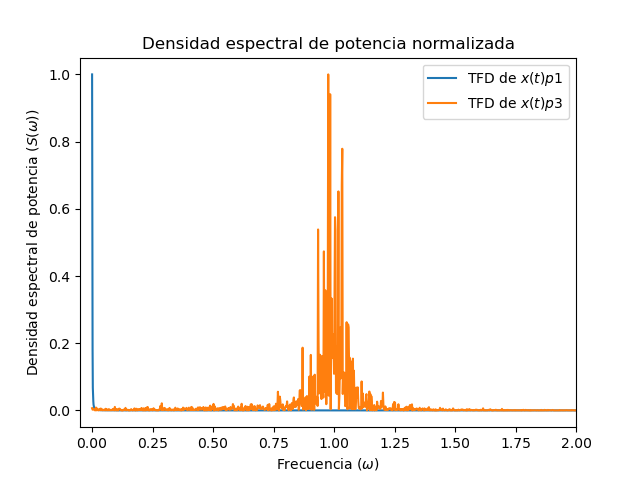 Densidad espectral de potencia normalizada
TFD de x(t)p1
TFD de x(t)p3
Densidad espectral de potencia (S(ω))
1.0
0.8
0.6
0.4
0.2
0.0
0.00 0.25 0.50 0.75 1.00 1.25 1.50 1.75 2.00
Frecuencia (ω)